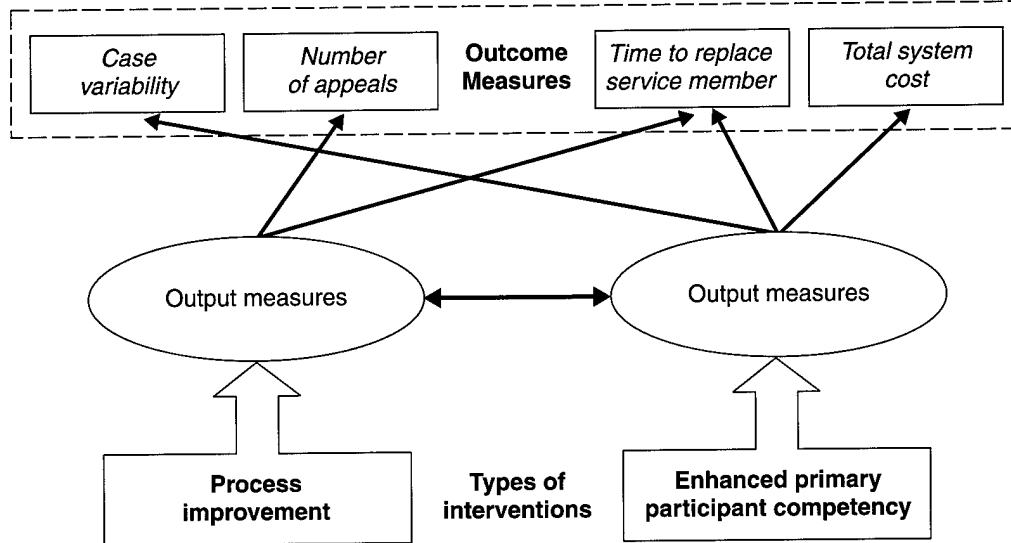 Case
variability
Number
of appeals
Outcome
Measures
Time to replace
service member
Total system
cost
Output measures
Output measures
Process
improvement
Types of
interventions
Enhanced primary
participant competency